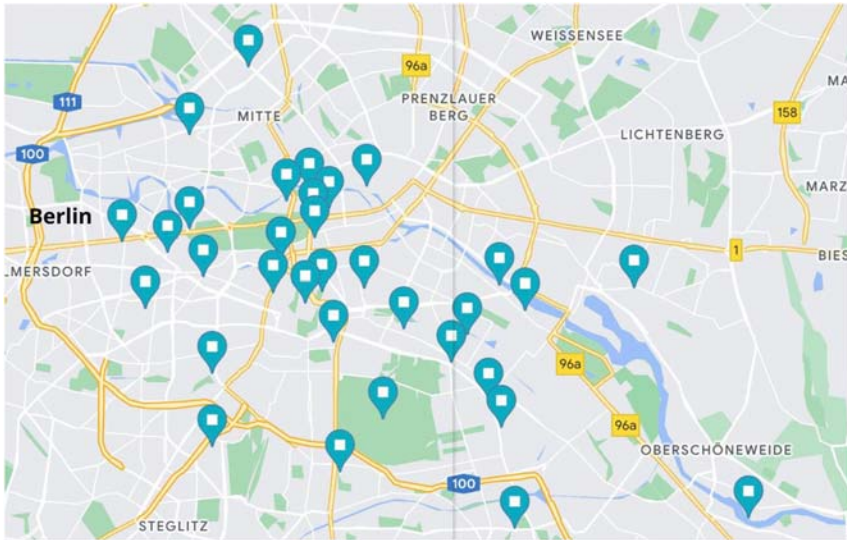 WEISSENSEE
96a
PRENZLAUER
BERG
111
MITTE
158
LICHTENBERG
100
MARZ
Berlin
1
BIES
LMERSDORF
96a
96a
OBERSCHÖNEWEIDE
100
STEGLITZ
MA